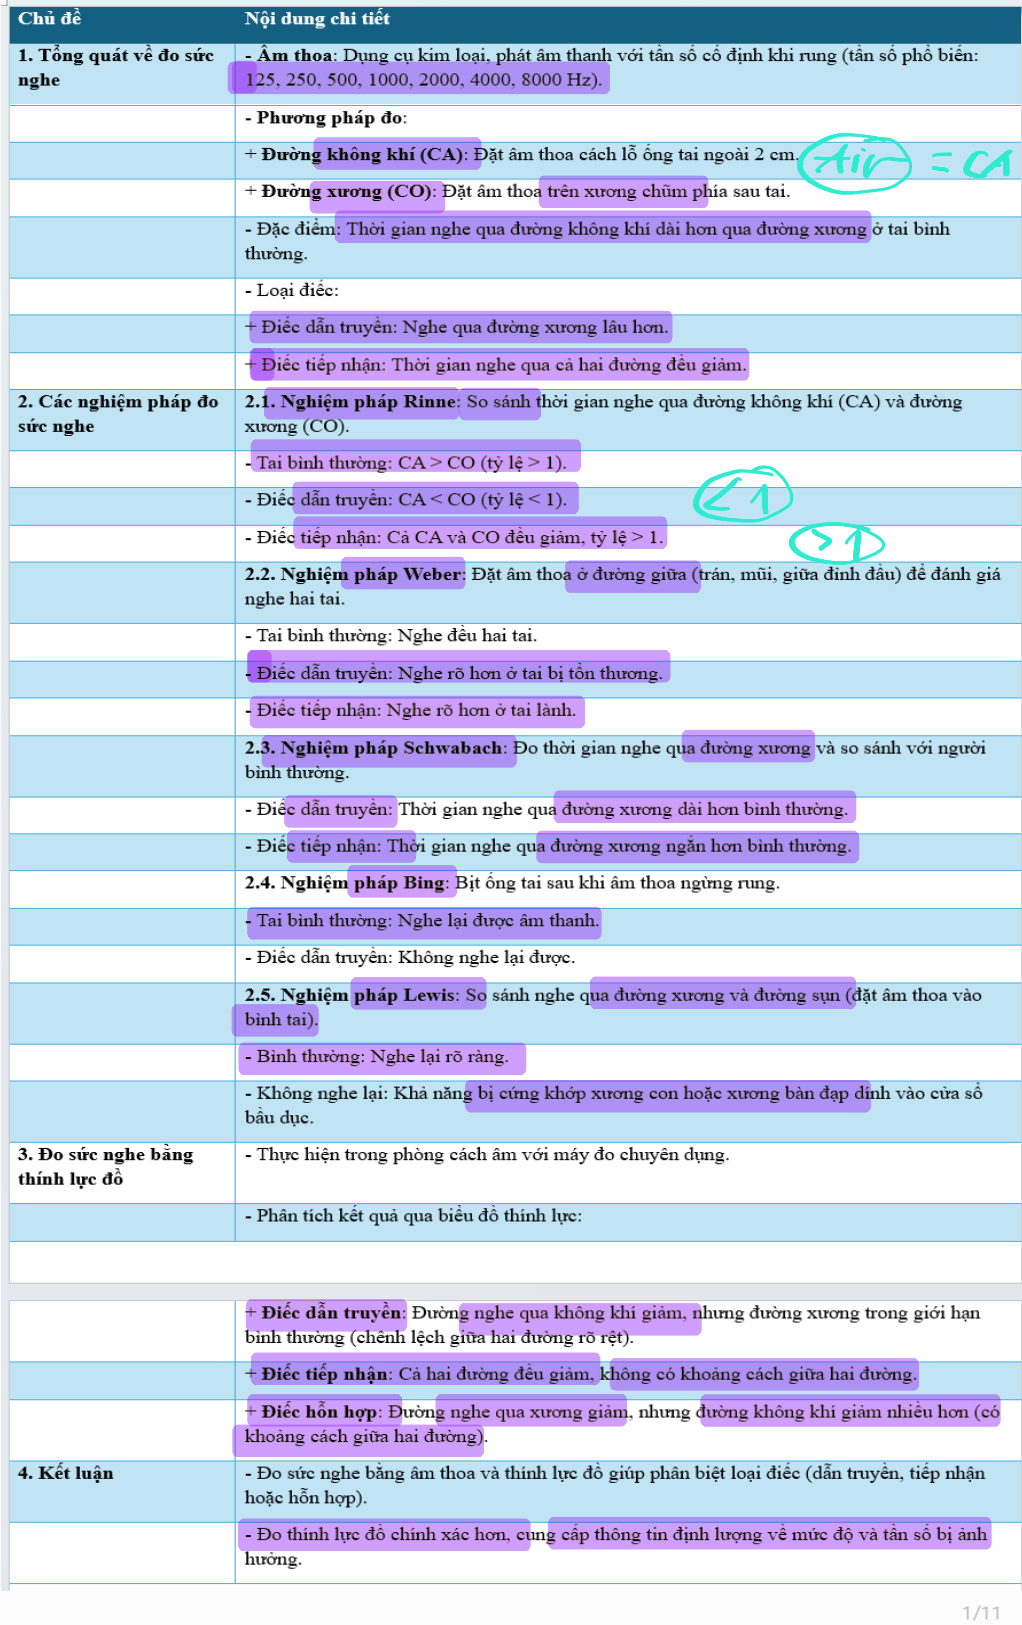 Chủ đề
Nội dung chi tiết
1. Tổng quát về đo sức
nghe
- Âm thoa: Dụng cụ kim loại, phát âm thanh với tần số cố định khi rung (tần số phổ biến:
125, 250, 500, 1000, 2000, 4000, 8000 Hz).
- Phương pháp đo:
+ Đường không khí (CA): Đặt âm thoa cách lỗ ống tai ngoài 2 cm.
Air = CA
+ Đường xương (CO): Đặt âm thoa trên xương chũm phía sau tai.
- Đặc điểm: Thời gian nghe qua đường không khí dài hơn qua đường xương ở tai bình
thường.
- Loại điếc:
+ Điếc dẫn truyền: Nghe qua đường xương lâu hơn.
+ Điếc tiếp nhận: Thời gian nghe qua cả hai đường đều giảm.
2. Các nghiệm pháp đo
sức nghe
2.1. Nghiệm pháp Rinne: So sánh thời gian nghe qua đường không khí (CA) và đường
xương (CO).
- Tai bình thường: CA > CO (tỷ lệ > 1).
- Điếc dẫn truyền: CA < CO (tỷ lệ < 1).
< 1
- Điếc tiếp nhận: Cả CA và CO đều giảm, tỷ lệ > 1.
> 1
2.2. Nghiệm pháp Weber: Đặt âm thoa ở đường giữa (trán, mũi, giữa đỉnh đầu) để đánh giá
nghe hai tai.
- Tai bình thường: Nghe đều hai tai.
- Điếc dẫn truyền: Nghe rõ hơn ở tai bị tổn thương.
- Điếc tiếp nhận: Nghe rõ hơn ở tai lành.
2.3. Nghiệm pháp Schwabach: Đo thời gian nghe qua đường xương và so sánh với người
bình thường.
- Điếc dẫn truyền: Thời gian nghe qua đường xương dài hơn bình thường.
- Điếc tiếp nhận: Thời gian nghe qua đường xương ngắn hơn bình thường.
2.4. Nghiệm pháp Bing: Bịt ống tai sau khi âm thoa ngừng rung.
- Tai bình thường: Nghe lại được âm thanh.
- Điếc dẫn truyền: Không nghe lại được.
2.5. Nghiệm pháp Lewis: So sánh nghe qua đường xương và đường sụn (đặt âm thoa vào
bình tai).
- Bình thường: Nghe lại rõ ràng.
- Không nghe lại: Khả năng bị cứng khớp xương con hoặc xương bàn đạp dính vào cửa sổ
bầu dục.
3. Đo sức nghe bằng
thính lực đồ
- Thực hiện trong phòng cách âm với máy đo chuyên dụng.
- Phân tích kết quả qua biểu đồ thính lực:
+ Điếc dẫn truyền: Đường nghe qua không khí giảm, nhưng đường xương trong giới hạn
bình thường (chênh lệch giữa hai đường rõ rệt).
+ Điếc tiếp nhận: Cả hai đường đều giảm, không có khoảng cách giữa hai đường.
+ Điếc hỗn hợp: Đường nghe qua xương giảm, nhưng đường không khí giảm nhiều hơn (có
khoảng cách giữa hai đường).
4. Kết luận
- Đo sức nghe bằng âm thoa và thính lực đồ giúp phân biệt loại điếc (dẫn truyền, tiếp nhận
hoặc hỗn hợp).
- Đo thính lực đồ chính xác hơn, cung cấp thông tin định lượng về mức độ và tần số bị ảnh
hưởng.
1/11